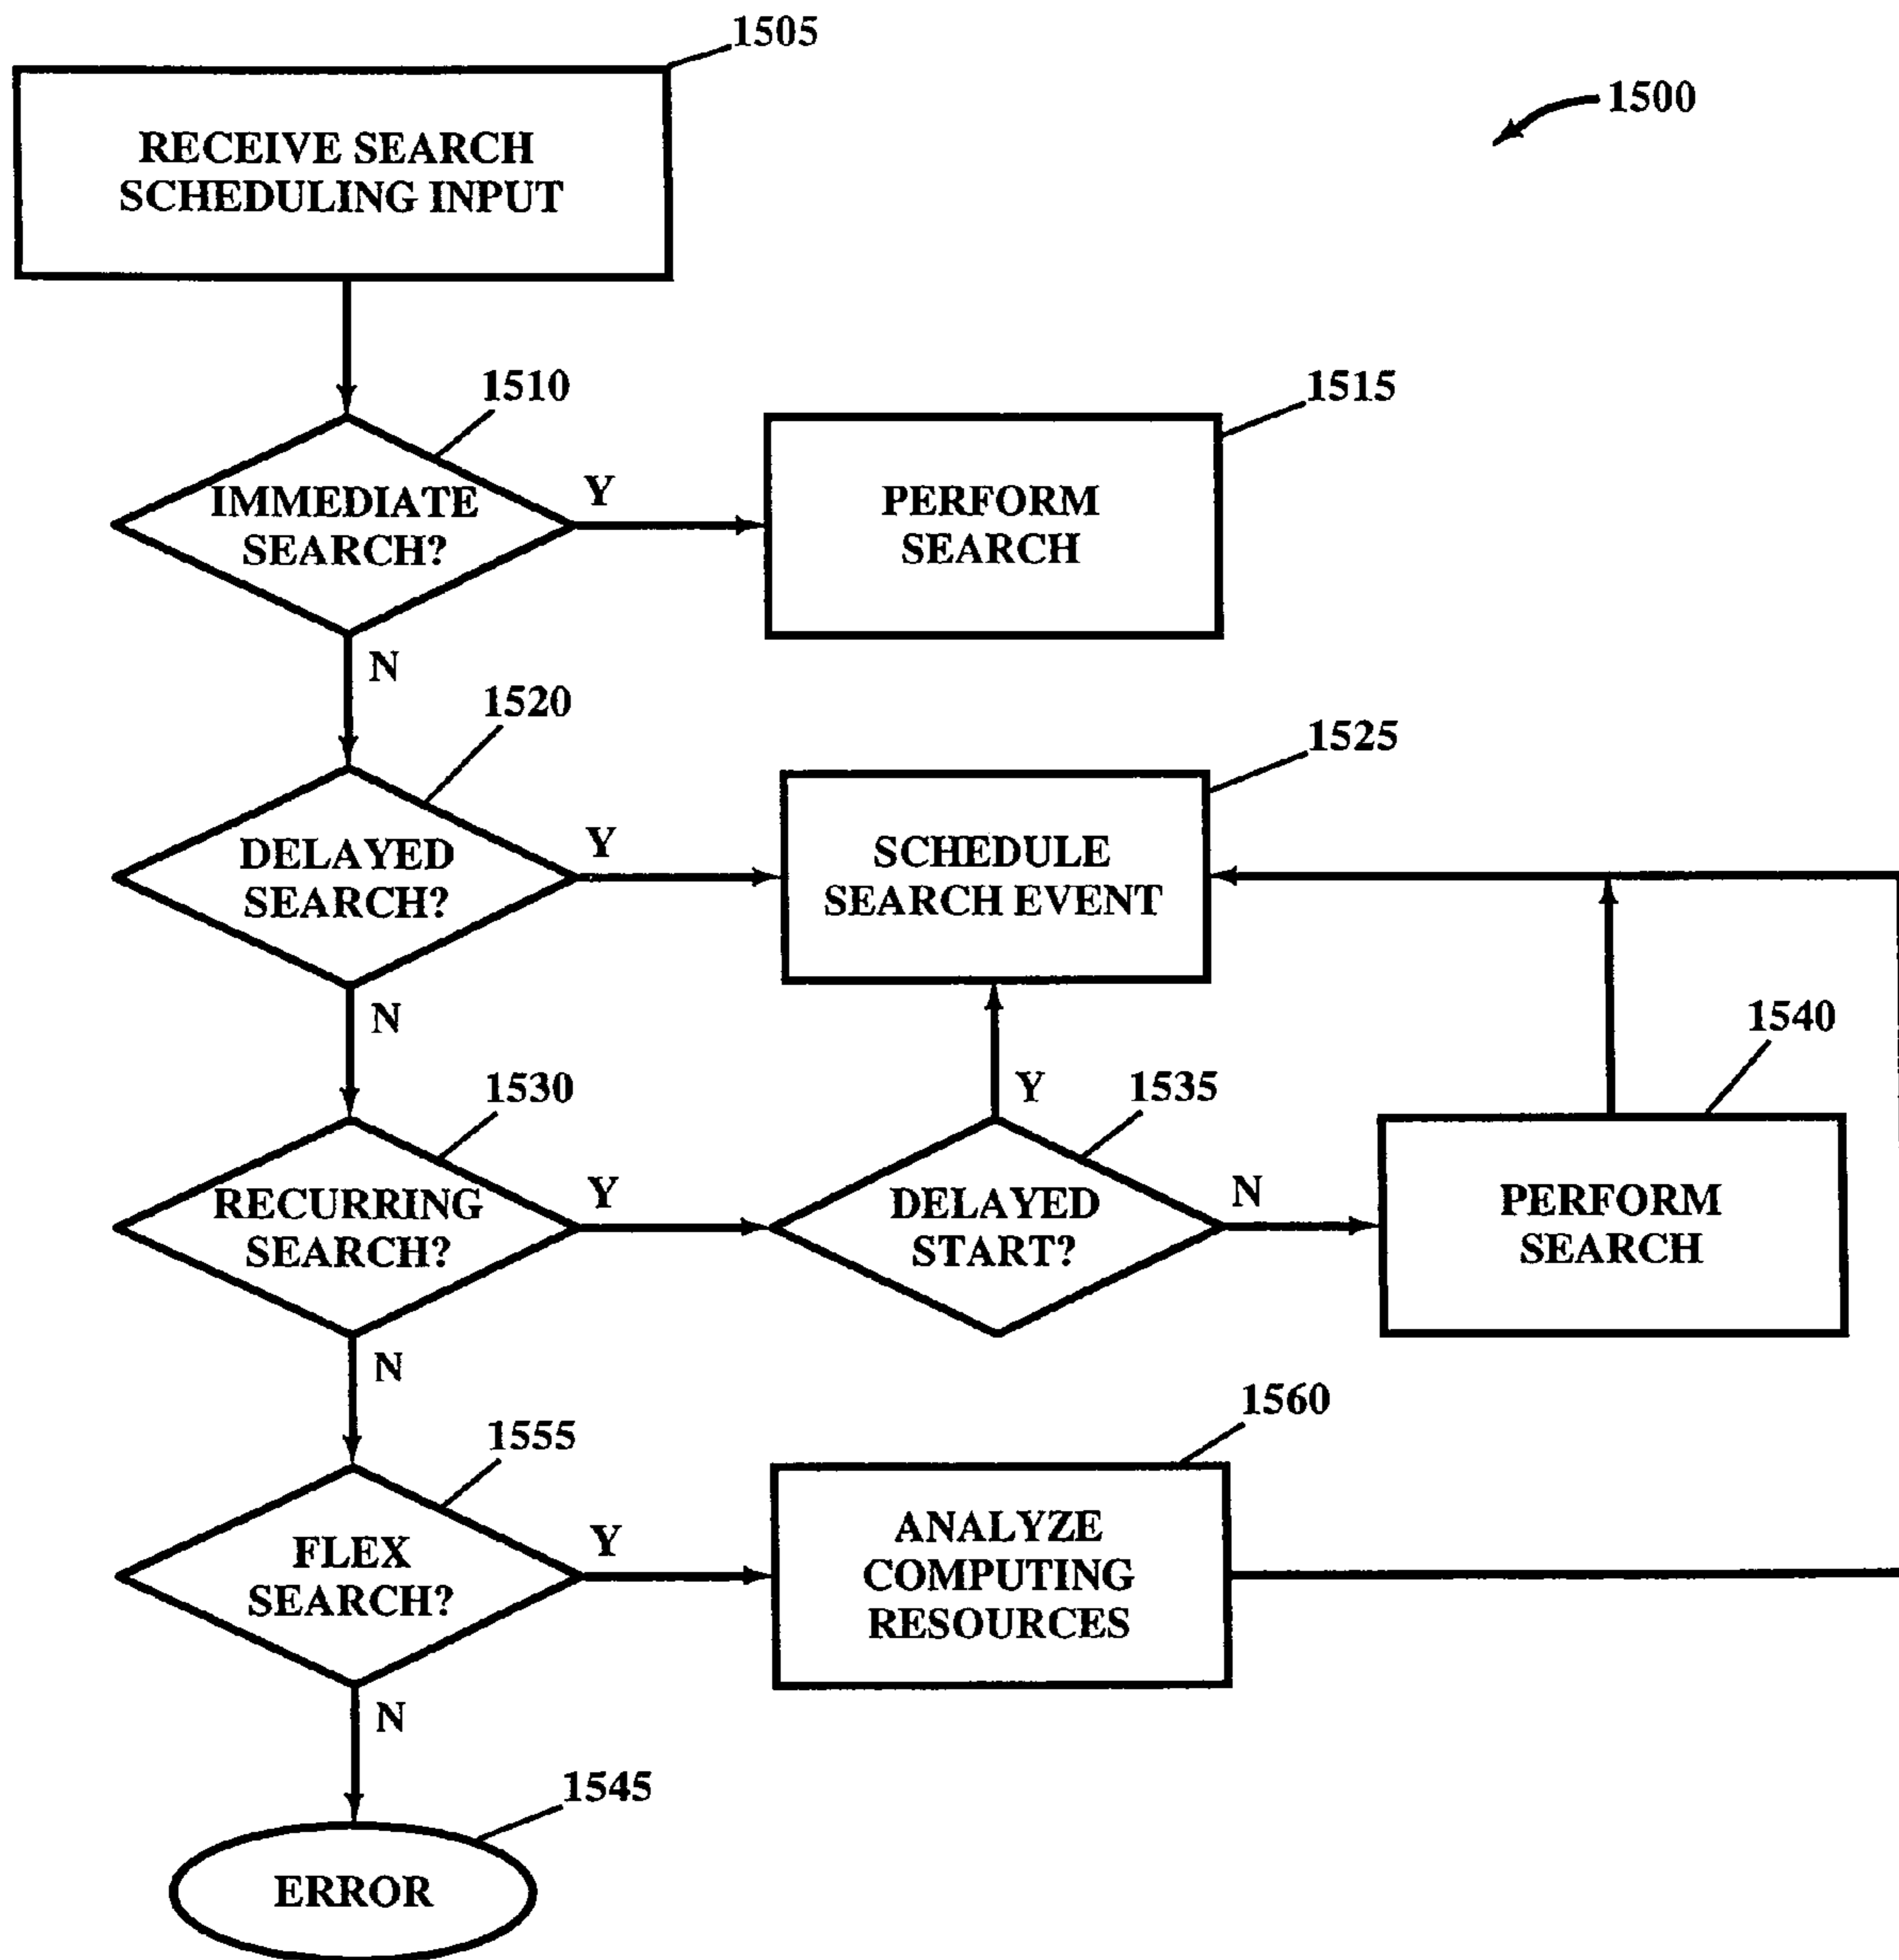 1505
1500
RECEIVE SEARCH
SCHEDULING INPUT
1510
1515
IMMEDIATE
SEARCH?
Y
PERFORM
SEARCH
N
1520
1525
DELAYED
SEARCH?
Y
SCHEDULE
SEARCH EVENT
N
1540
1530
Y
1535
RECURRING
SEARCH?
Y
DELAYED
START?
N
PERFORM
SEARCH
N
1560
1555
FLEX
SEARCH?
Y
ANALYZE
COMPUTING
RESOURCES
N
1545
ERROR